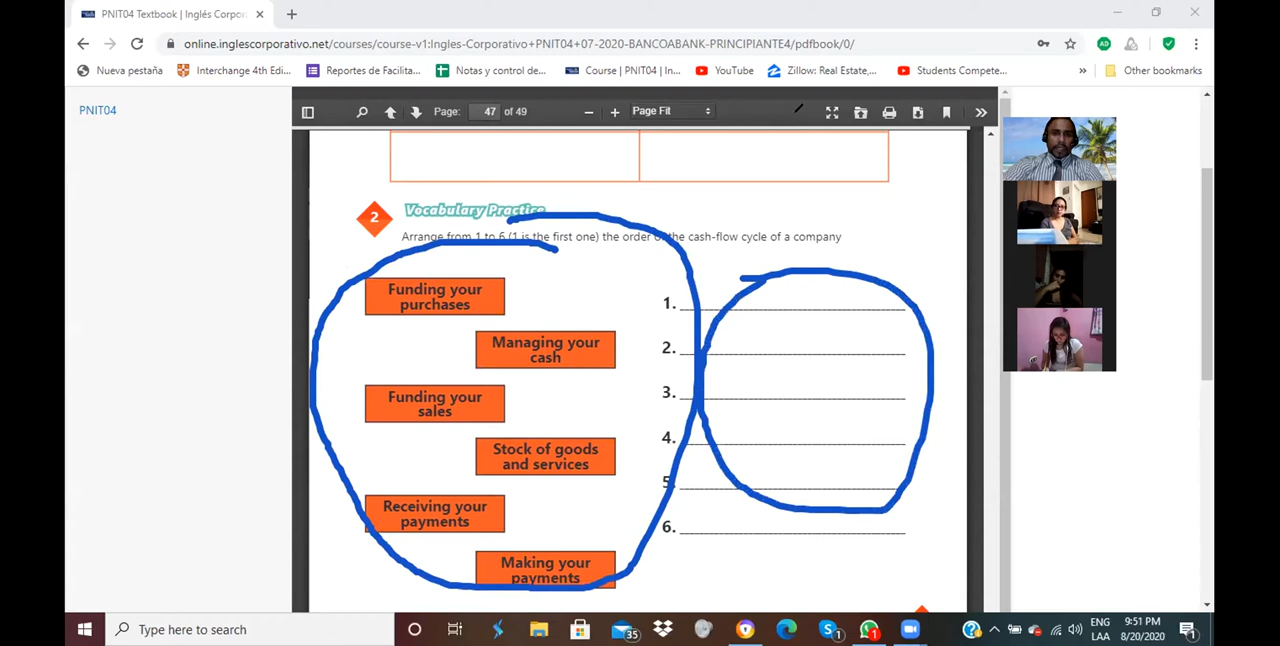 PNIT04 Textbook | Inglés Corpor
online.inglescorporativo.net/courses/course-v1:Ingles-Corporativo+PNIT04+07-2020-BANCOABANK-PRINCIPIANTE4/pdfbook/0/
Nueva pestaña
Interchange 4th Edi...
Reportes de Facilita...
Notas y control de...
Course | PNIT04 | In...
YouTube
Zillow: Real Estate,...
Students Compete...
»
Other bookmarks
PNIT04
Page: 47 of 49
Page Fit
2
Vocabulary Practice
Arrange from 1 to 6 (1 is the first one) the order of the cash-flow cycle of a company
Funding your
purchases
Managing your
cash
Funding your
sales
Stock of goods
and services
Receiving your
payments
Making your
payments
1.
2.
3.
4.
5.
6.
Type here to search
35
1
1
ENG
LAA
9:51 PM
8/20/2020
1